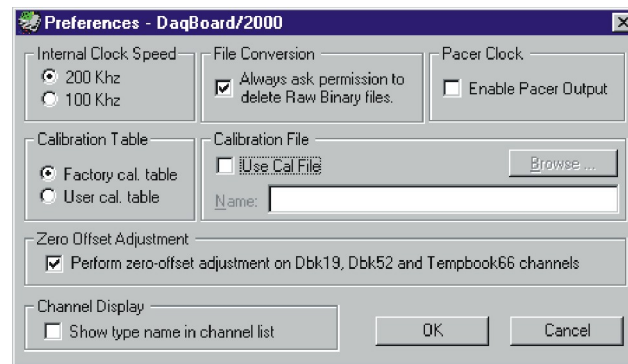 Preferences - DaqBoard/2000
Internal Clock Speed
200 Khz
100 Khz
File Conversion
Always ask permission to
delete Raw Binary files.
Pacer Clock
Enable Pacer Output
Calibration Table
Factory cal. table
User cal. table
Calibration File
Use Cal File
Browse ...
Name:
Zero Offset Adjustment
Perform zero-offset adjustment on Dbk19, Dbk52 and Tempbook66 channels
Channel Display
Show type name in channel list
OK
Cancel